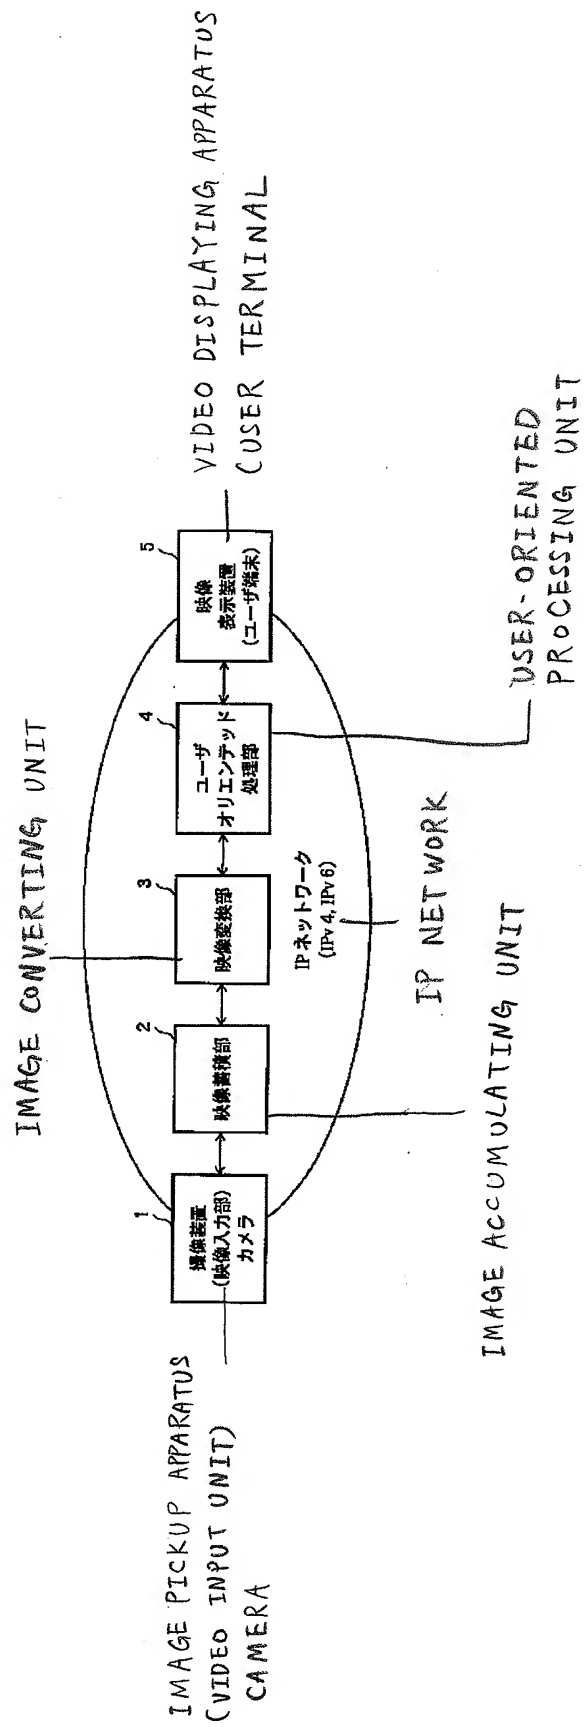 IMAGE PICKUP APPARATUS
(VIDEO INPUT UNIT)
CAMERA
1
撮像装置
(映像入力部)
カメラ
2
映像蓄積部
IMAGE ACCUMULATING UNIT
IMAGE CONVERTING UNIT
3
映像変換部
IPネットワーク
(IPv 4, IPv 6)
IP NETWORK
4
ユーザ
オリエンテッド
処理部
USER-ORIENTED
PROCESSING UNIT
5
映像
表示装置
(ユーザ端末)
VIDEO DISPLAYING APPARATUS
(USER TERMINAL